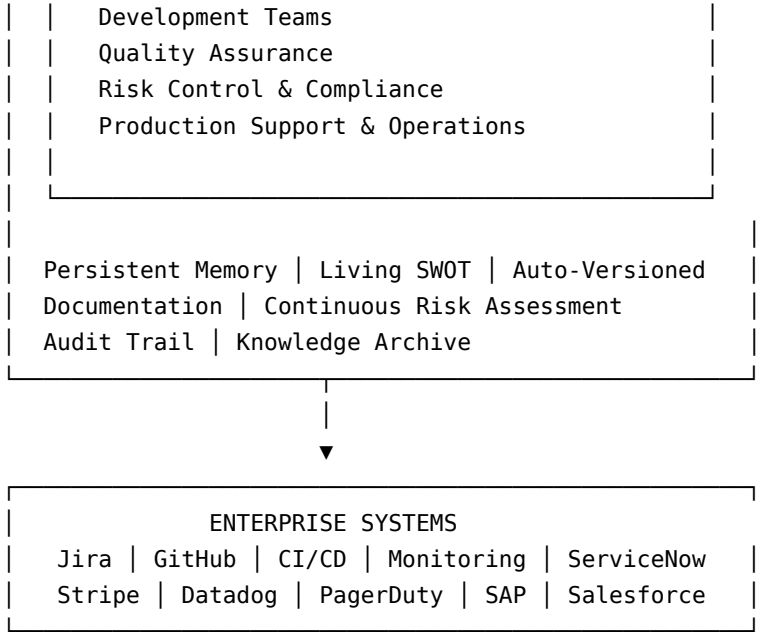 Development Teams
Quality Assurance
Risk Control & Compliance
Production Support & Operations
Persistent Memory | Living SWOT | Auto-Versioned
Documentation | Continuous Risk Assessment
Audit Trail | Knowledge Archive
ENTERPRISE SYSTEMS
Jira | GitHub | CI/CD | Monitoring | ServiceNow
Stripe | Datadog | PagerDuty | SAP | Salesforce